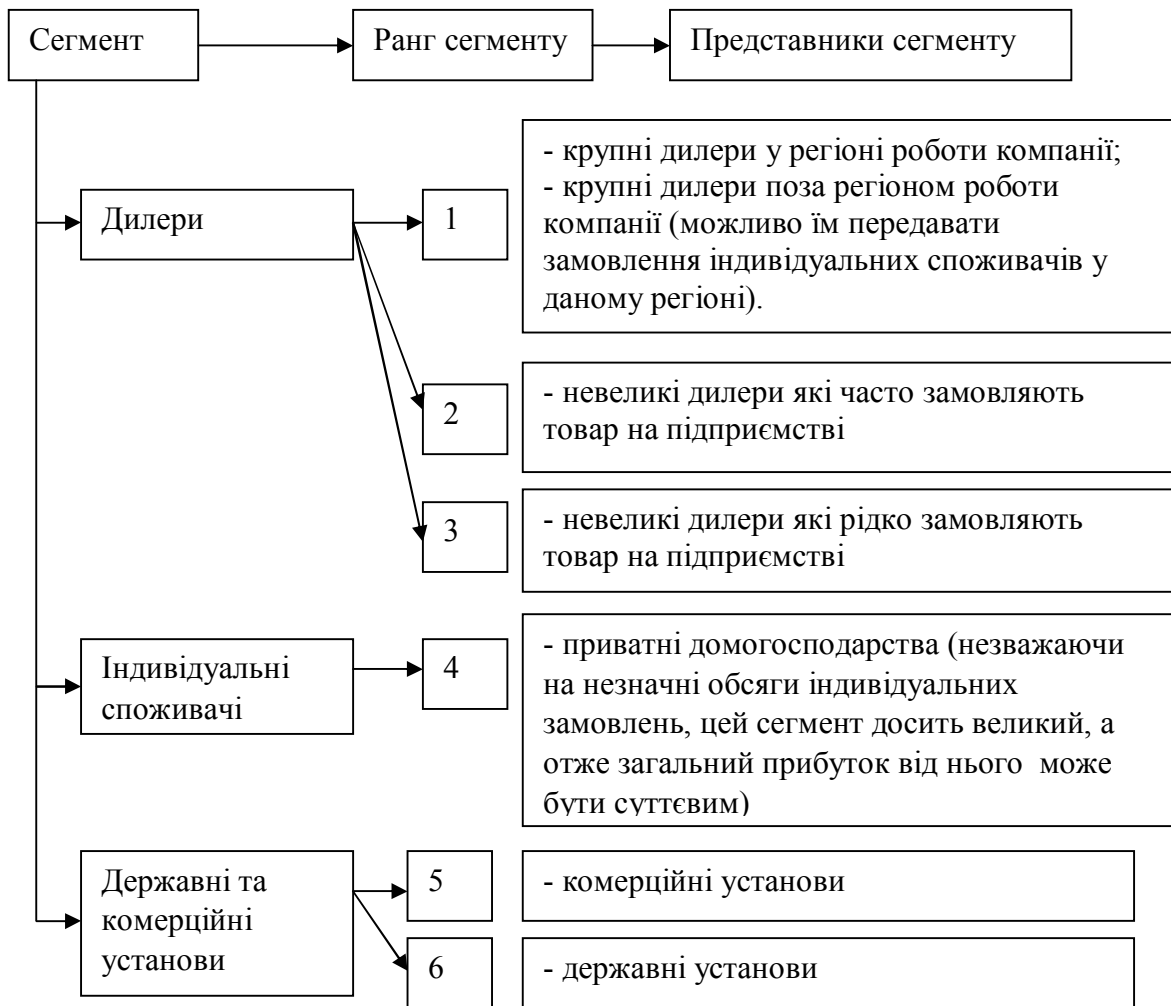 Сегмент
Ранг сегменту
Представники сегменту
Дилери
1
- крупні дилери у регіоні роботи компанії;
- крупні дилери поза регіоном роботи
компанії (можливо їм передавати
замовлення індивідуальних споживачів у
даному регіоні).
2
- невеликі дилери які часто замовляють
товар на підприємстві
3
- невеликі дилери які рідко замовляють
товар на підприємстві
Індивідуальні
споживачі
4
- приватні домогосподарства (незважаючи
на незначні обсяги індивідуальних
замовлень, цей сегмент досить великий, а
отже загальний прибуток від нього може
бути суттєвим)
Державні та
комерційні
установи
5
- комерційні установи
6
- державні установи